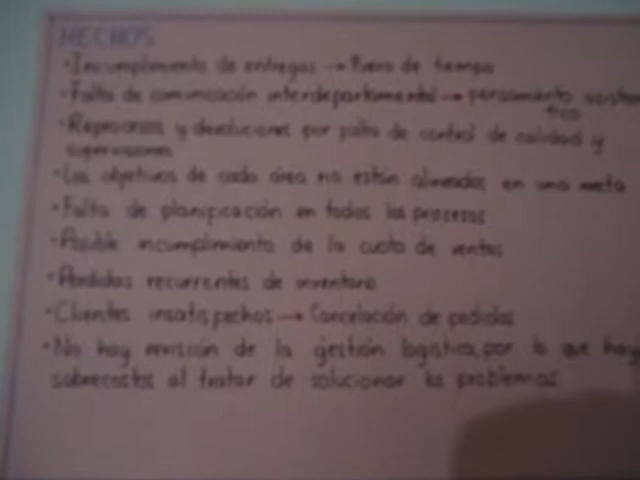 HECHOS
·Incumplimiento de entregas → Fuera de tiempo
·Falta de comunicación interdepartamental → pensamiento
·Reprocesos y devoluciones por falta de control de calidad y
supervisiones
·Los objetivos de cada área no están alineados en una meta
·Falta de planificación en todos los procesos
·Posible incumplimiento de la cuota de ventas
·Perdidas recurrentes de inventario
·Clientes insatisfechos → Cancelación de pedidos
·No hay revisión de la gestión logística, por lo que hay
sobrecostos al tratar de solucionar los problemas